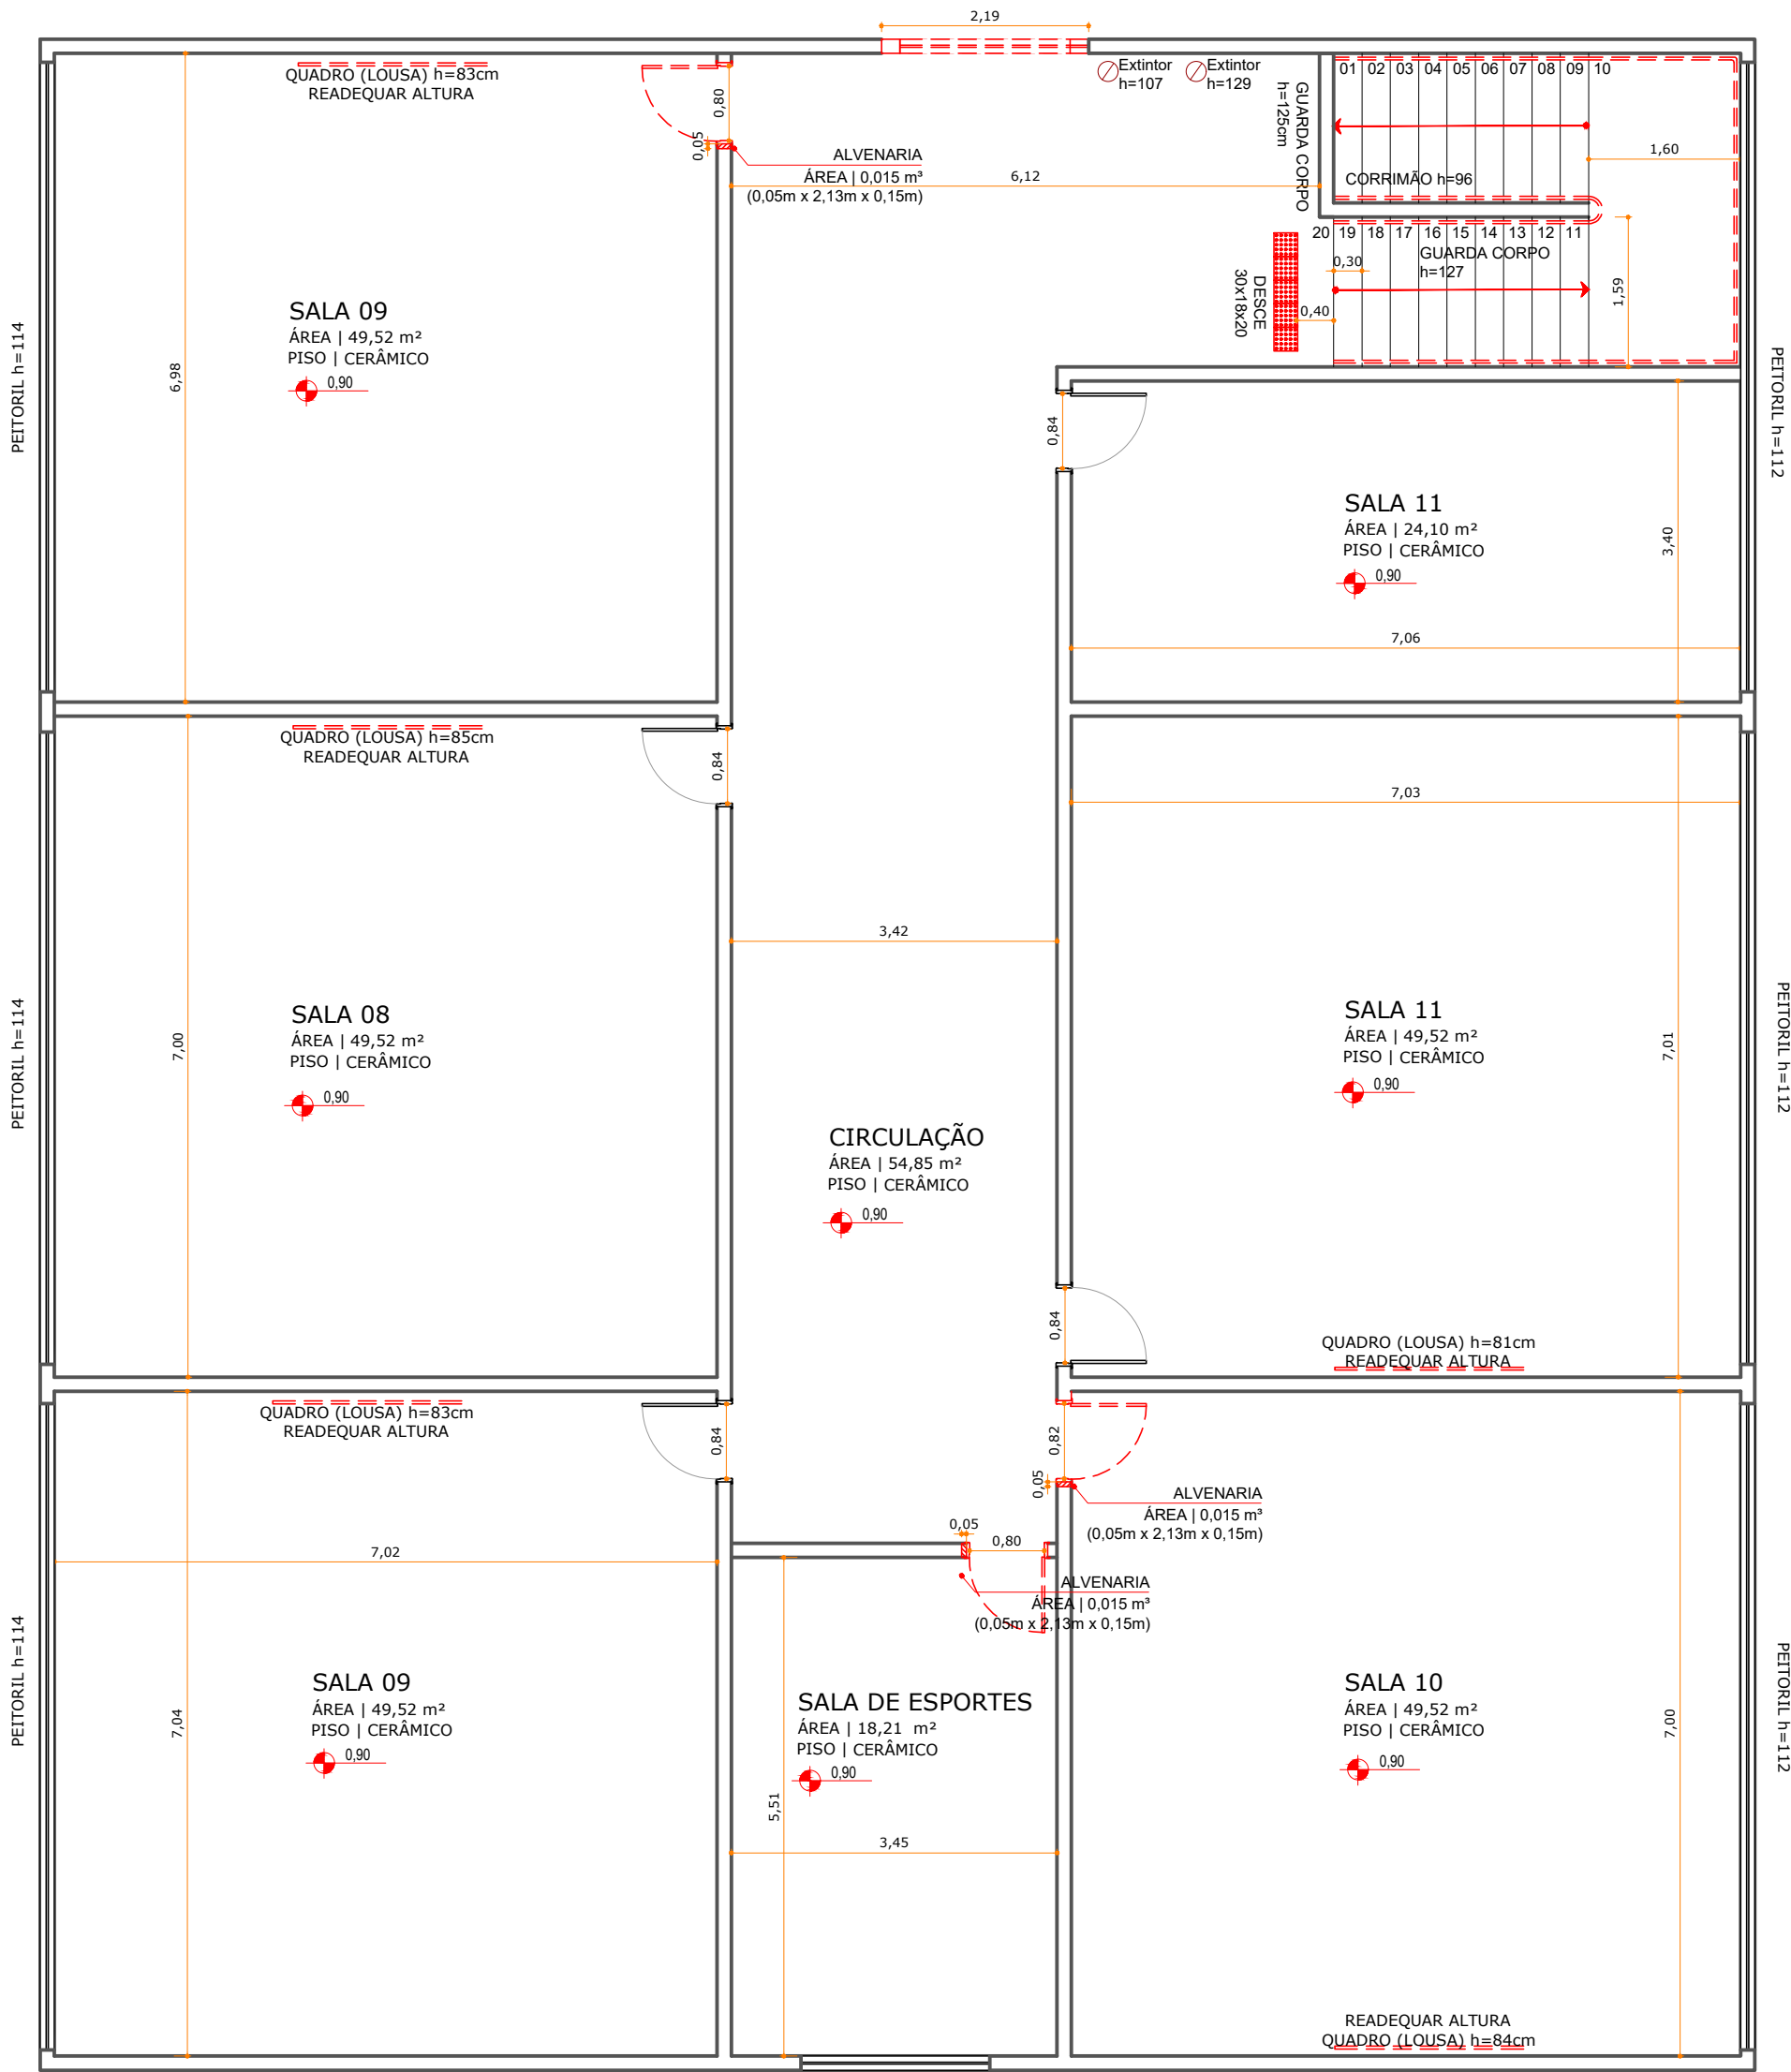 2,19
QUADRO (LOUSA) h=83cm
READEQUAR ALTURA
0,80
0,05
ALVENARIA
ÁREA | 0,015 m³
(0,05m x 2,13m x 0,15m)
6,12
Extintor
h=107
Extintor
h=129
GUARDA CORPO
h=125cm
01 02 03 04 05 06 07 08 09 10
1,60
CORRIMÃO h=96
20 19 18 17 16 15 14 13 12 11
GUARDA CORPO
h=127
0,30
0,40
1,59
DESCE
30x18x20
PEITORIL h=114
SALA 09
ÁREA | 49,52 m²
PISO | CERÂMICO
0,90
6,98
PEITORIL h=112
0,84
SALA 11
ÁREA | 24,10 m²
PISO | CERÂMICO
0,90
3,40
7,06
QUADRO (LOUSA) h=85cm
READEQUAR ALTURA
0,84
7,03
3,42
PEITORIL h=114
7,00
SALA 08
ÁREA | 49,52 m²
PISO | CERÂMICO
0,90
SALA 11
ÁREA | 49,52 m²
PISO | CERÂMICO
0,90
7,01
PEITORIL h=112
CIRCULAÇÃO
ÁREA | 54,85 m²
PISO | CERÂMICO
0,90
0,84
QUADRO (LOUSA) h=81cm
READEQUAR ALTURA
QUADRO (LOUSA) h=83cm
READEQUAR ALTURA
0,84
0,82
0,05
ALVENARIA
ÁREA | 0,015 m³
(0,05m x 2,13m x 0,15m)
0,05
0,80
7,02
ALVENARIA
ÁREA | 0,015 m³
(0,05m x 2,13m x 0,15m)
PEITORIL h=114
7,04
SALA 09
ÁREA | 49,52 m²
PISO | CERÂMICO
0,90
SALA DE ESPORTES
ÁREA | 18,21 m²
PISO | CERÂMICO
0,90
5,51
3,45
SALA 10
ÁREA | 49,52 m²
PISO | CERÂMICO
0,90
7,00
PEITORIL h=112
READEQUAR ALTURA
QUADRO (LOUSA) h=84cm